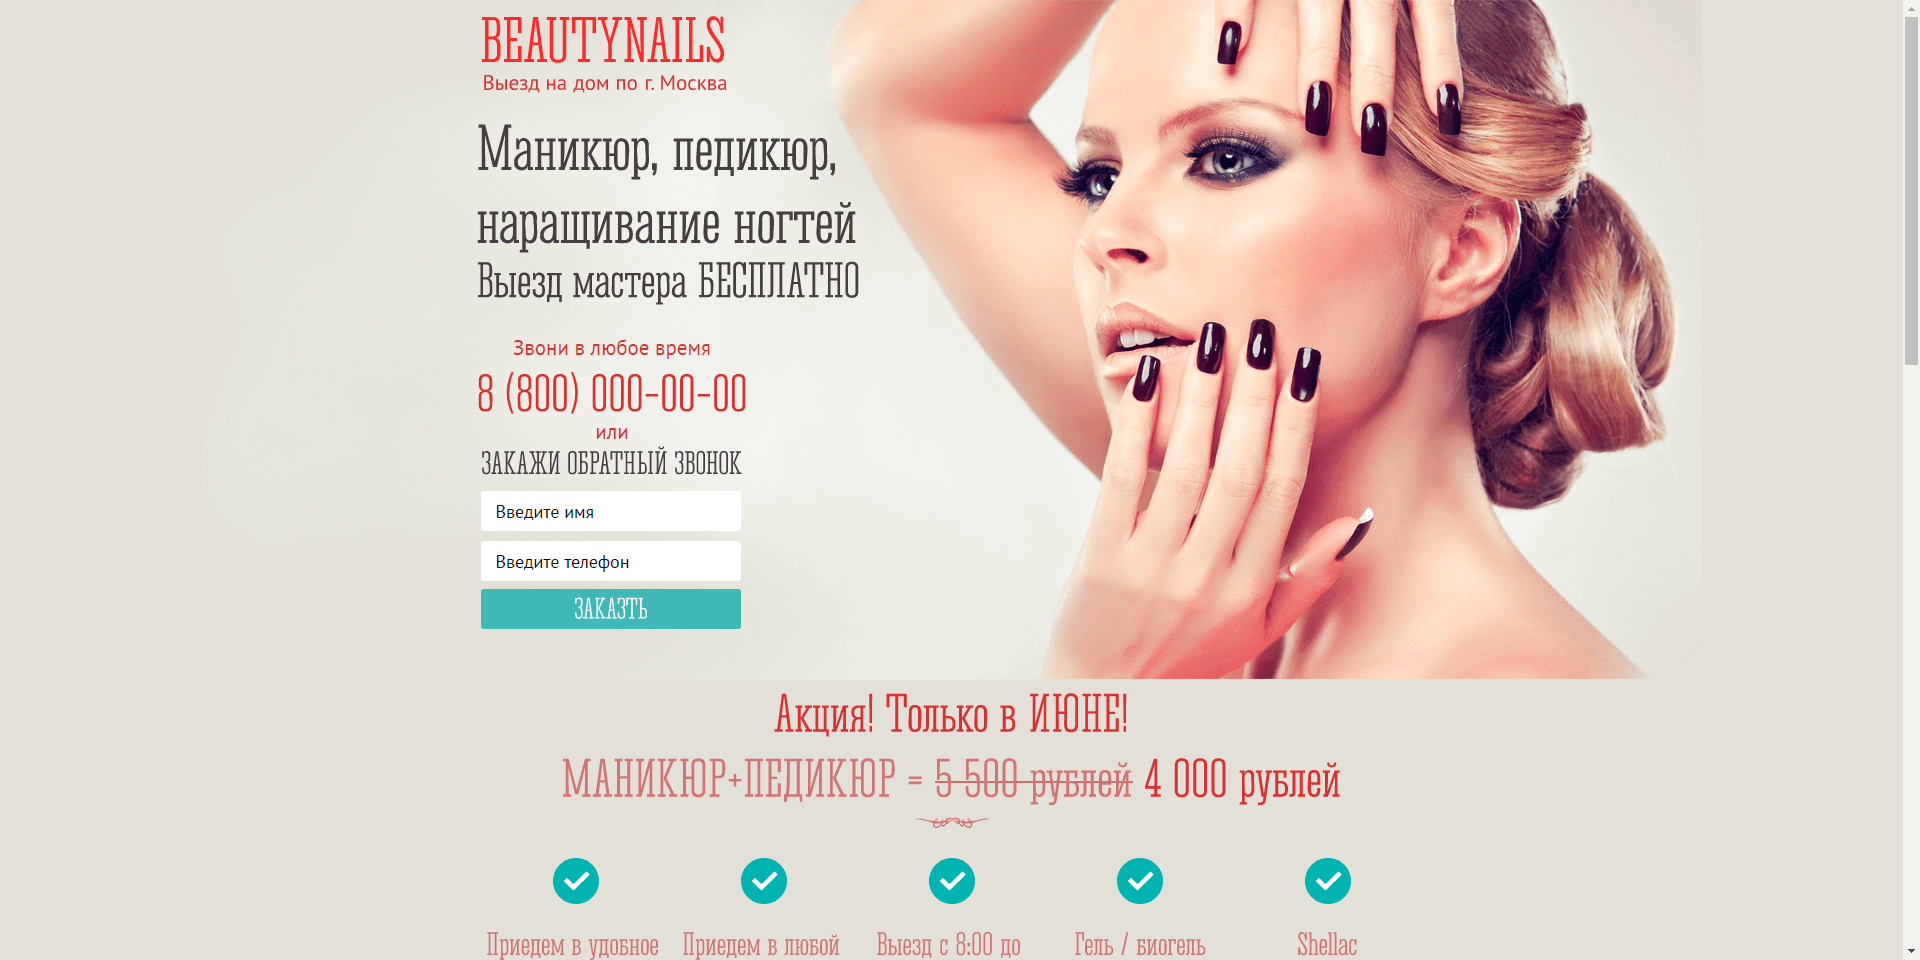 BEAUTYNAILS
Выезд на дом по г. Москва
Маникюр, педикюр,
наращивание ногтей
Выезд мастера БЕСПЛАТНО
Звони в любое время
8 (800) 000-00-00
или
ЗАКАЖИ ОБРАТНЫЙ ЗВОНОК
Введите имя
Введите телефон
ЗАКАЗТЬ
Акция! Только в ИЮНЕ!
МАНИКЮР+ПЕДИКЮР = 5 500 рублей 4 000 рублей
Приедем в удобное
Приедем в любой
Выезд с 8:00 до
Гель / биогель
Shellac